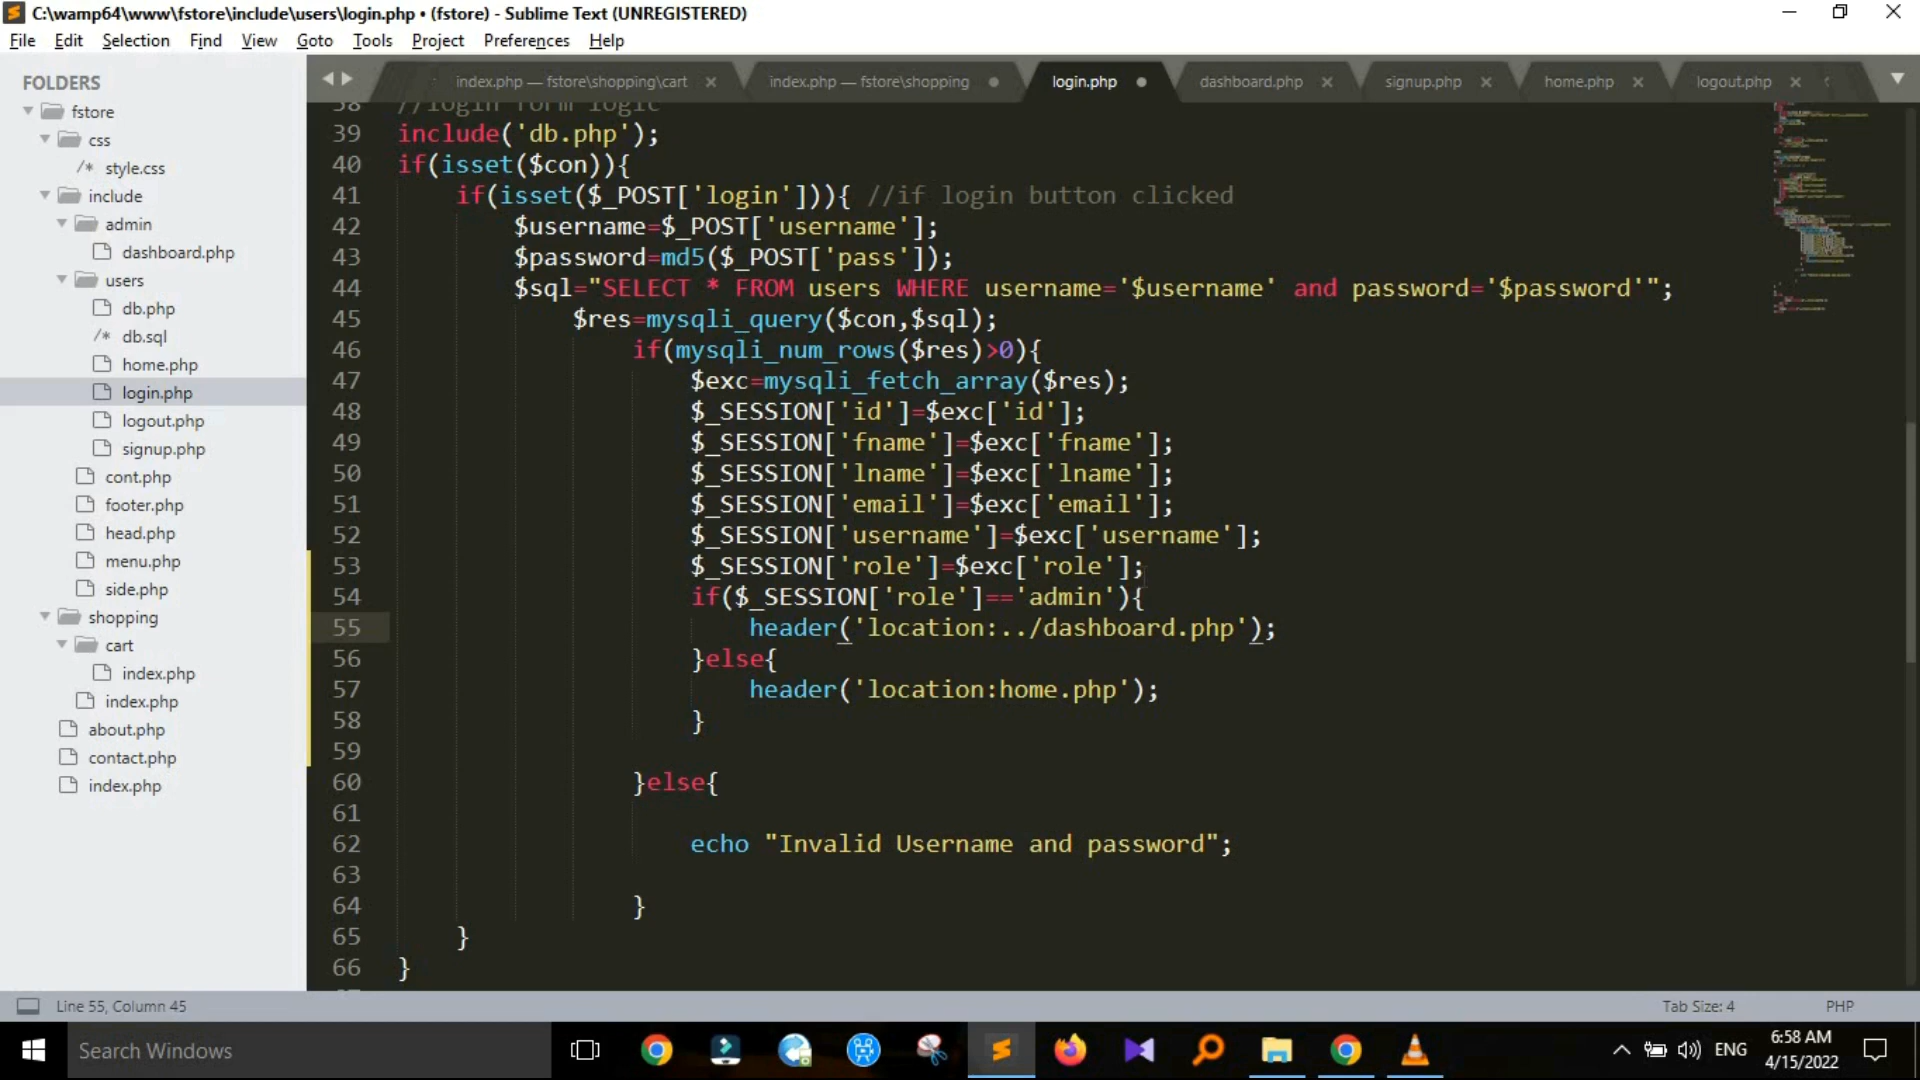 C:\wamp64\www\fstore\include\users\login.php • (fstore) - Sublime Text (UNREGISTERED)
File Edit Selection Find View Goto Tools Project Preferences Help
FOLDERS
fstore
css
/* style.css
include
admin
dashboard.php
users
db.php
/* db.sql
home.php
login.php
logout.php
signup.php
cont.php
footer.php
head.php
menu.php
side.php
shopping
cart
index.php
index.php
about.php
contact.php
index.php
index.php — fstore\shopping\cart index.php — fstore\shopping login.php dashboard.php signup.php home.php logout.php
38 //login form logic
39 include('db.php');
40 if(isset($con)){
41 if(isset($_POST['login'])){ //if login button clicked
42 $username=$_POST['username'];
43 $password=md5($_POST['pass']);
44 $sql="SELECT * FROM users WHERE username='$username' and password='$password'";
45 $res=mysqli_query($con,$sql);
46 if(mysqli_num_rows($res)>0){
47 $exc=mysqli_fetch_array($res);
48 $_SESSION['id']=$exc['id'];
49 $_SESSION['fname']=$exc['fname'];
50 $_SESSION['lname']=$exc['lname'];
51 $_SESSION['email']=$exc['email'];
52 $_SESSION['username']=$exc['username'];
53 $_SESSION['role']=$exc['role'];
54 if($_SESSION['role']=='admin'){
55 header('location:../dashboard.php');
56 }else{
57 header('location:home.php');
58 }
59
60 }else{
61
62 echo "Invalid Username and password";
63
64 }
65 }
66 }
Line 55, Column 45 Tab Size: 4 PHP
Search Windows
ENG
6:58 AM
4/15/2022